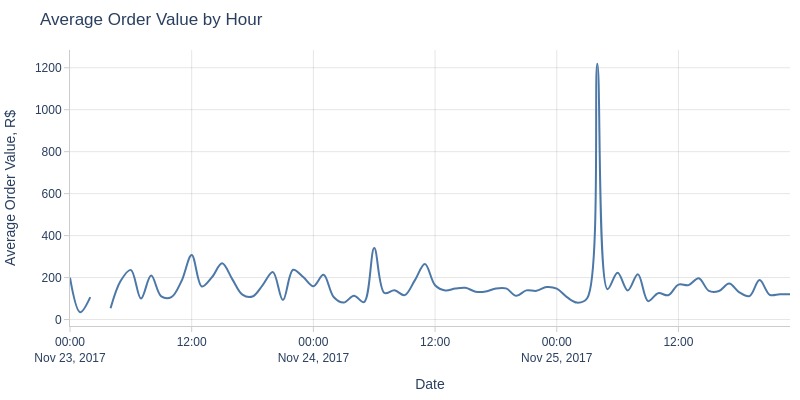 Average Order Value by Hour
Average Order Value, R$
1200
1000
800
600
400
200
0
00:00
Nov 23, 2017
12:00
00:00
Nov 24, 2017
12:00
00:00
Nov 25, 2017
12:00
Date